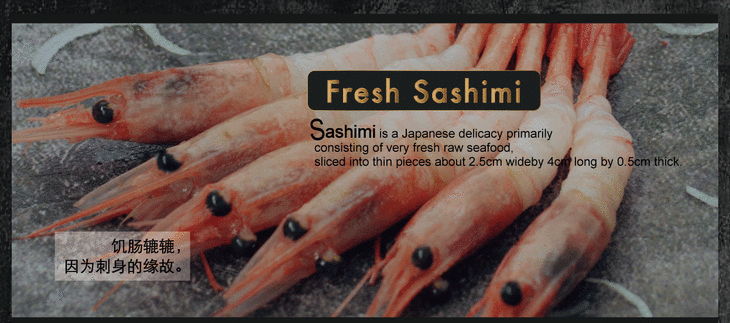 Fresh Sashimi
Sashimi is a Japanese delicacy primarily
consisting of very fresh raw seafood,
sliced into thin pieces about 2.5cm wideby 4cm long by 0.5cm thick.
饥肠辘辘，
因为刺身的缘故。